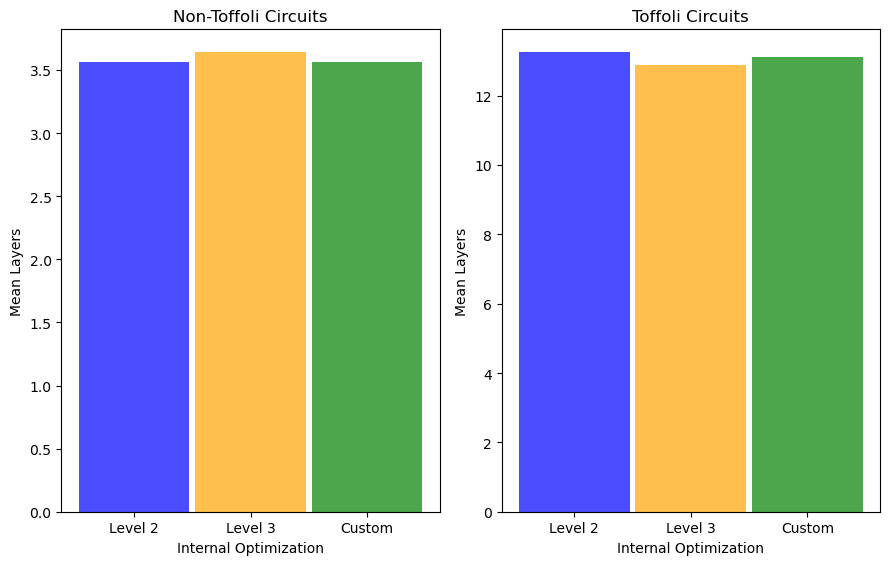 Non-Toffoli Circuits
Mean Layers
3.5
3.0
2.5
2.0
1.5
1.0
0.5
0.0
Level 2
Level 3
Custom
Internal Optimization
Toffoli Circuits
Mean Layers
12
10
8
6
4
2
0
Level 2
Level 3
Custom
Internal Optimization